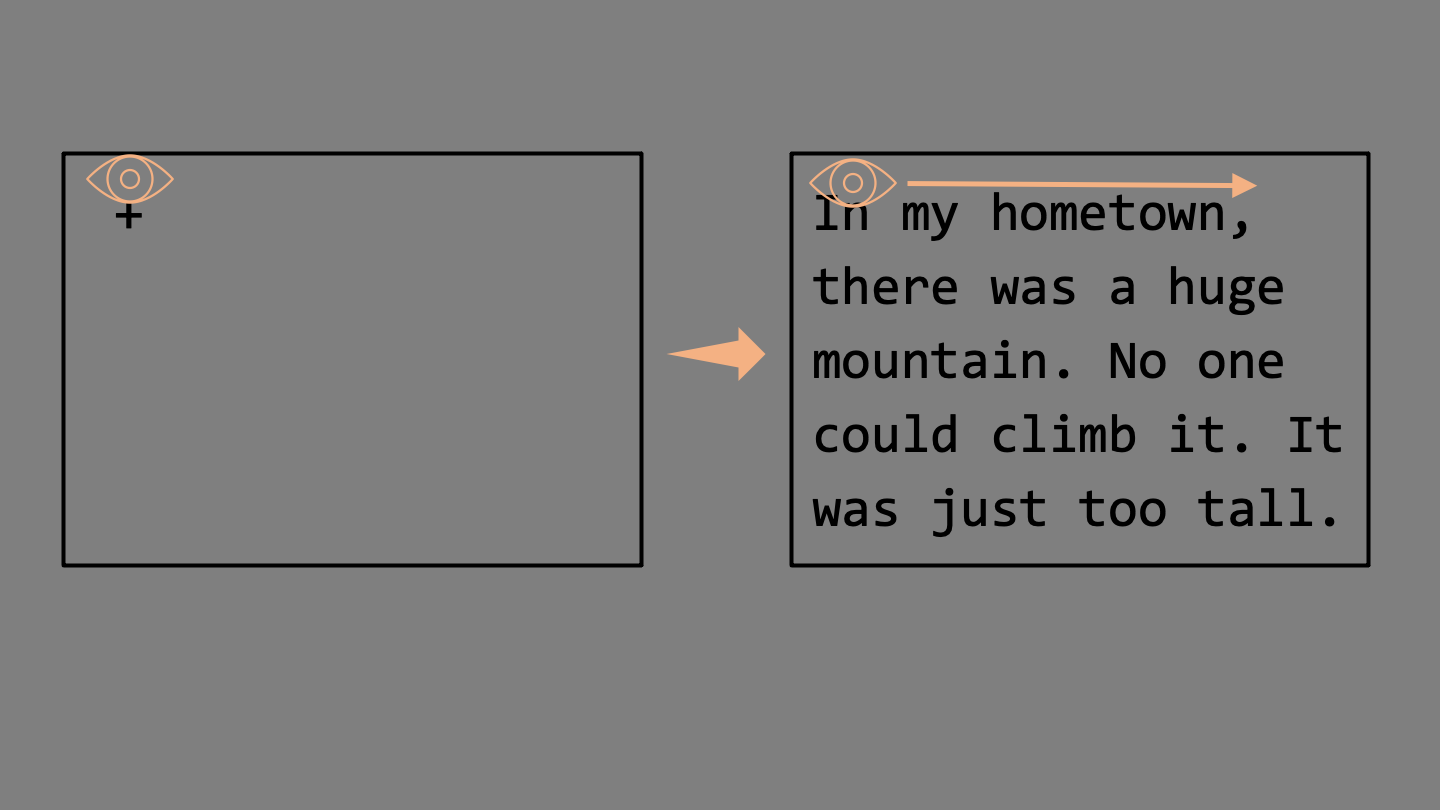 +
In my hometown,
there was a huge
mountain. No one
could climb it. It
was just too tall.